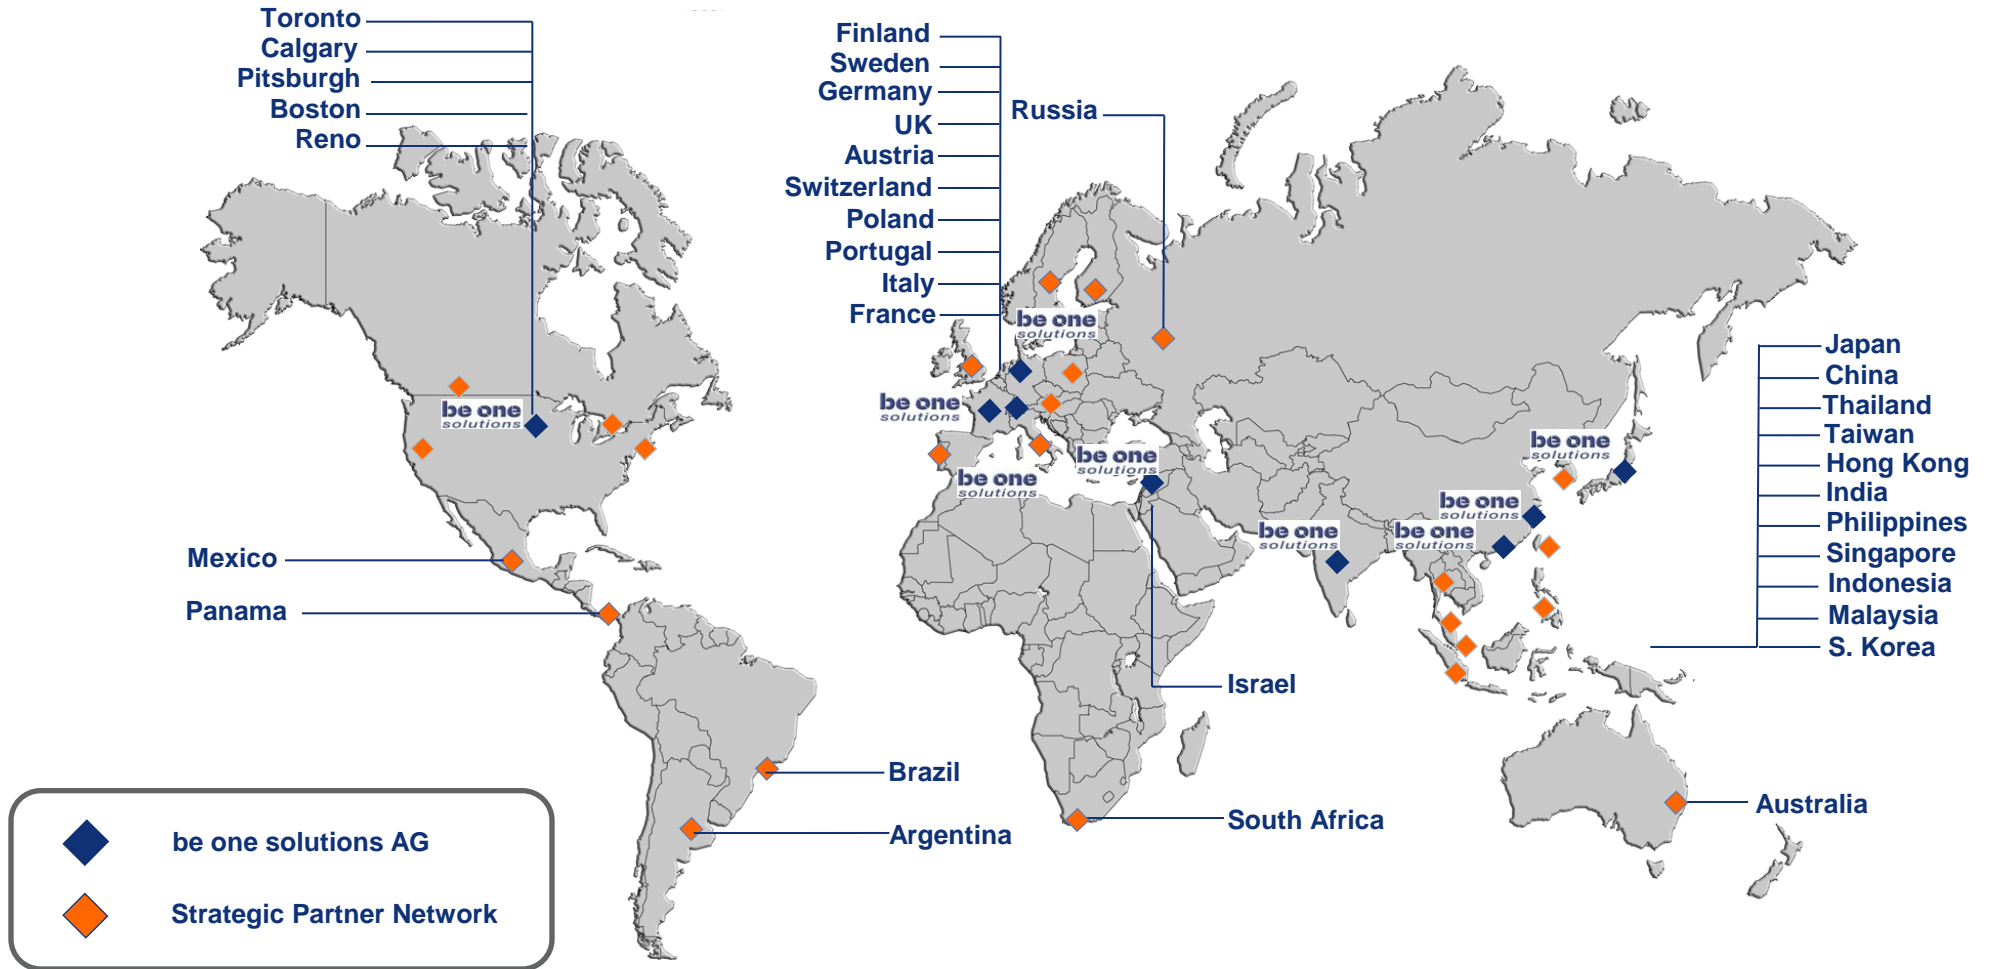 Toronto
Calgary
Pitsburgh
Boston
Reno
Finland
Sweden
Germany
UK
Austria
Switzerland
Poland
Portugal
Italy
France
Russia
be one
solutions
be one
solutions
be one
solutions
be one
solutions
be one
solutions
be one
solutions
be one
solutions
be one
solutions
be one
solutions
Japan
China
Thailand
Taiwan
Hong Kong
India
Philippines
Singapore
Indonesia
Malaysia
S. Korea
Mexico
Panama
Israel
Brazil
Argentina
South Africa
Australia
be one solutions AG
Strategic Partner Network